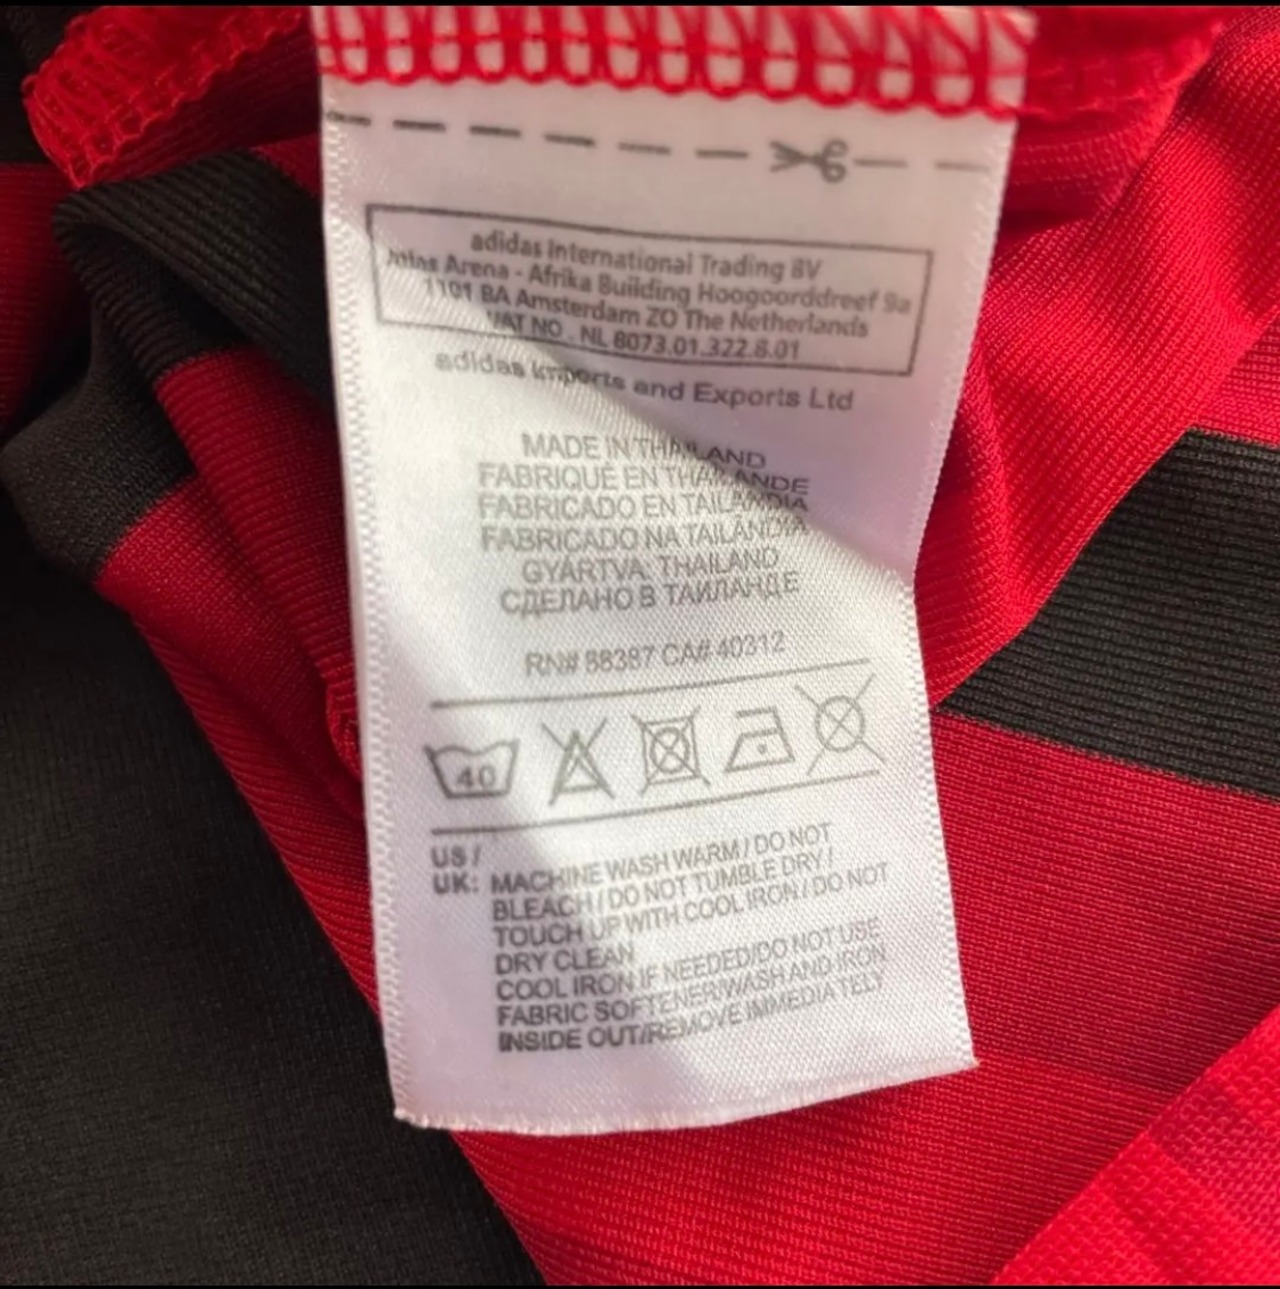 adidas International Trading BV
Atlas Arena - Afrika Building Hoogoorddreef 9a
1101 BA Amsterdam ZO The Netherlands
VAT NO . NL 8073.01.322.8.01
adidas Imports and Exports Ltd
MADE IN THAILAND
FABRIQUÉ EN THAILANDE
FABRICADO EN TAILANDIA
FABRICADO NA TAILÂNDIA
GYÁRTVA, THAILAND
СДЕЛАНО В ТАИЛАНДЕ
RN# 88387 CA# 40312
40
US /
UK: MACHINE WASH WARM / DO NOT
BLEACH / DO NOT TUMBLE DRY /
TOUCH UP WITH COOL IRON / DO NOT
DRY CLEAN
COOL IRON IF NEEDED/DO NOT USE
FABRIC SOFTENER/WASH AND IRON
INSIDE OUT/REMOVE IMMEDIATELY